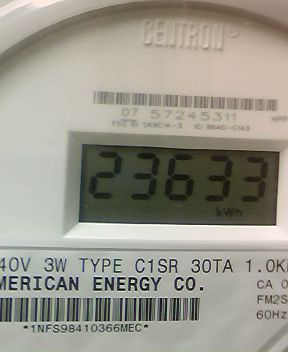 CENTRON®
07 57245311
23633
kWh
40V 3W TYPE C1SR 30TA 1.0K
MERICAN ENERGY CO.
CA 0
FM2S
60Hz
*1NFS98410366MEC*